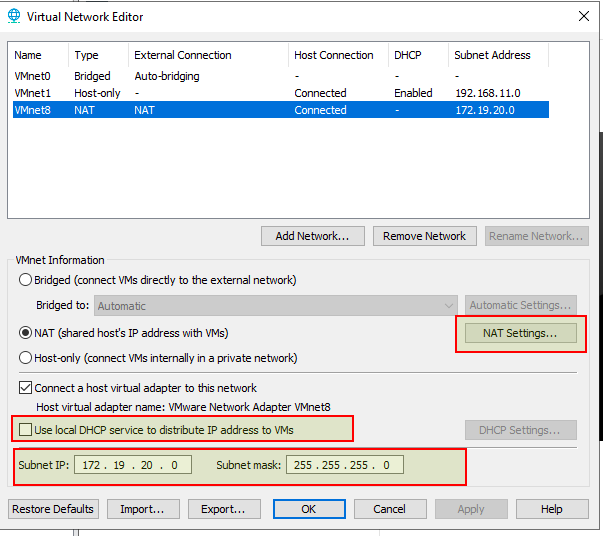 Virtual Network Editor
Name Type External Connection Host Connection DHCP Subnet Address
VMnet0 Bridged Auto-bridging - - -
VMnet1 Host-only - Connected Enabled 192.168.11.0
VMnet8 NAT NAT Connected - 172.19.20.0
Add Network... Remove Network Rename Network...
VMnet Information
Bridged (connect VMs directly to the external network)
Bridged to: Automatic Automatic Settings...
NAT (shared host's IP address with VMs) NAT Settings...
Host-only (connect VMs internally in a private network)
Connect a host virtual adapter to this network
Host virtual adapter name: VMware Network Adapter VMnet8
Use local DHCP service to distribute IP address to VMs DHCP Settings...
Subnet IP: 172 . 19 . 20 . 0 Subnet mask: 255 . 255 . 255 . 0
Restore Defaults Import... Export... OK Cancel Apply Help